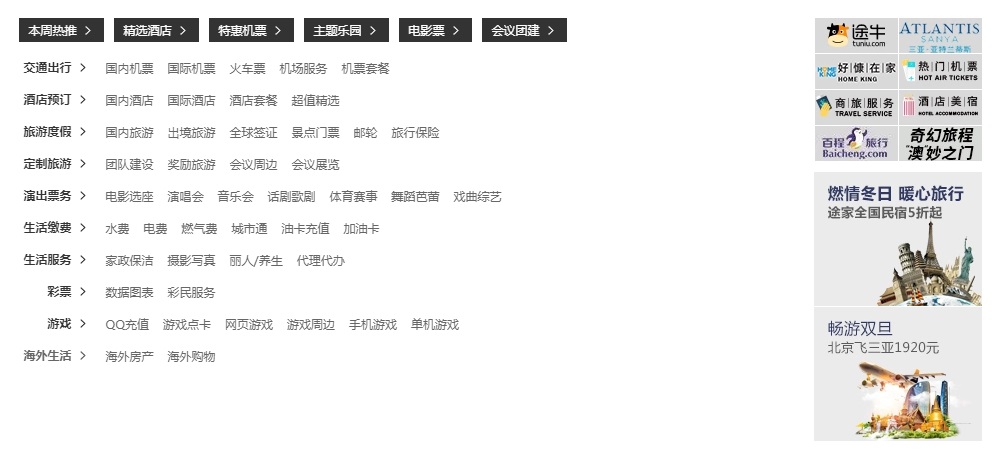 本周热推 精选酒店 特惠机票 主题乐园 电影票 会议团建
交通出行 国内机票 国际机票 火车票 机场服务 机票套餐
酒店预订 国内酒店 国际酒店 酒店套餐 超值精选
旅游度假 国内旅游 出境旅游 全球签证 景点门票 邮轮 旅行保险
定制旅游 团队建设 奖励旅游 会议周边 会议展览
演出票务 电影选座 演唱会 音乐会 话剧歌剧 体育赛事 舞蹈芭蕾 戏曲综艺
生活缴费 水费 电费 燃气费 城市通 油卡充值 加油卡
生活服务 家政保洁 摄影写真 丽人/养生 代理代办
彩票 数据图表 彩民服务
游戏 QQ充值 游戏点卡 网页游戏 游戏周边 手机游戏 单机游戏
海外生活 海外房产 海外购物
途牛
tuniu.com
ATLANTIS
SANYA
三亚·亚特兰蒂斯
HOME KING
好慷在家
HOME KING
热门机票
HOT AIR TICKETS
商旅服务
TRAVEL SERVICE
酒店美宿
HOTEL ACCOMMODATION
百程旅行
Baicheng.com
奇幻旅程
"澳"妙之门
燃情冬日 暖心旅行
途家全国民宿5折起
畅游双旦
北京飞三亚1920元